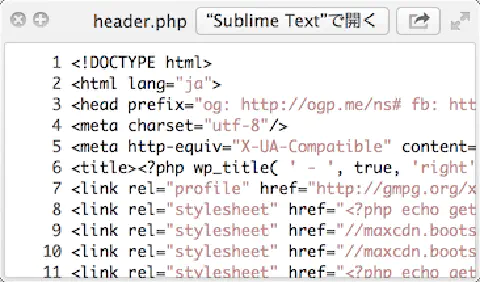 header.php "Sublime Text"で開く
1 <!DOCTYPE html>
2 <html lang="ja">
3 <head prefix="og: http://ogp.me/ns# fb: htt
4 <meta charset="utf-8"/>
5 <meta http-equiv="X-UA-Compatible" content=
6 <title><?php wp_title( ' - ', true, 'right'
7 <link rel="profile" href="http://gmpg.org/x
8 <link rel="stylesheet" href="<?php echo get
9 <link rel="stylesheet" href="//maxcdn.boots
10 <link rel="stylesheet" href="//maxcdn.boots
11 <link rel="stylesheet" href="<?php echo get